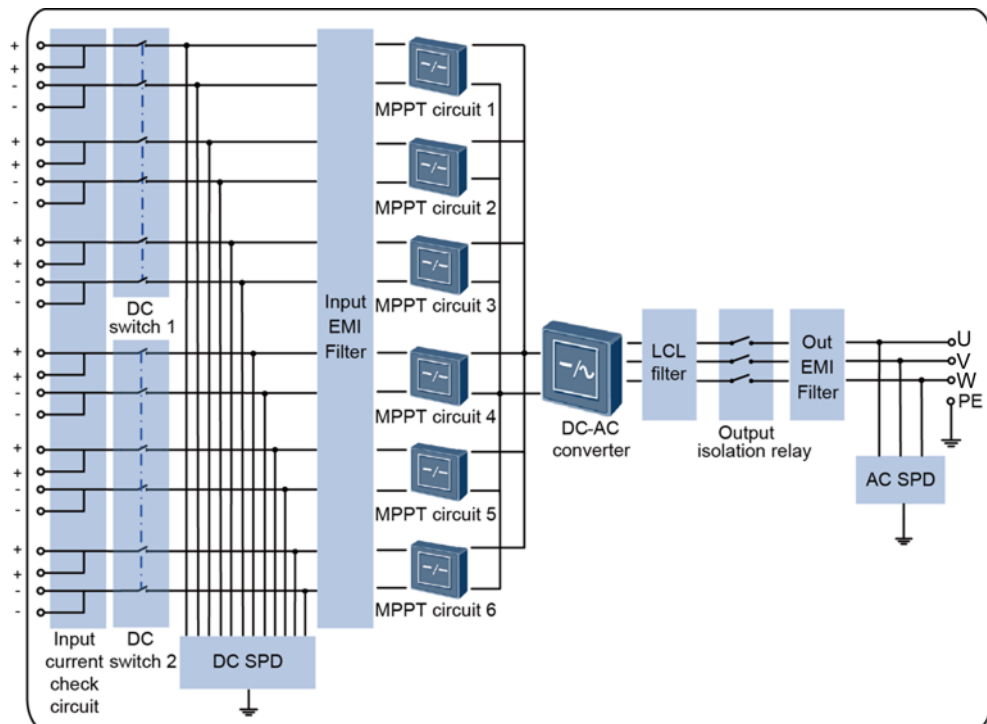 +
+
-
-
+
+
-
-
+
+
-
-
+
+
-
-
+
+
-
-
+
+
-
-
DC
switch 1
DC
switch 2
Input
current
check
circuit
DC SPD
Input
EMI
Filter
MPPT circuit 1
MPPT circuit 2
MPPT circuit 3
MPPT circuit 4
MPPT circuit 5
MPPT circuit 6
DC-AC
converter
LCL
filter
Output
isolation relay
Out
EMI
Filter
U
V
W
PE
AC SPD